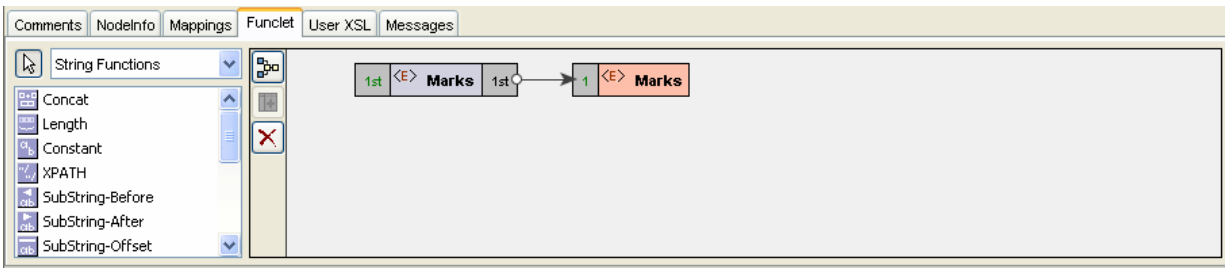 Comments NodeInfo Mappings Funclet User XSL Messages
String Functions
1st <E> Marks 1st 1 <E> Marks
Concat
Length
Constant
XPATH
SubString-Before
SubString-After
SubString-Offset